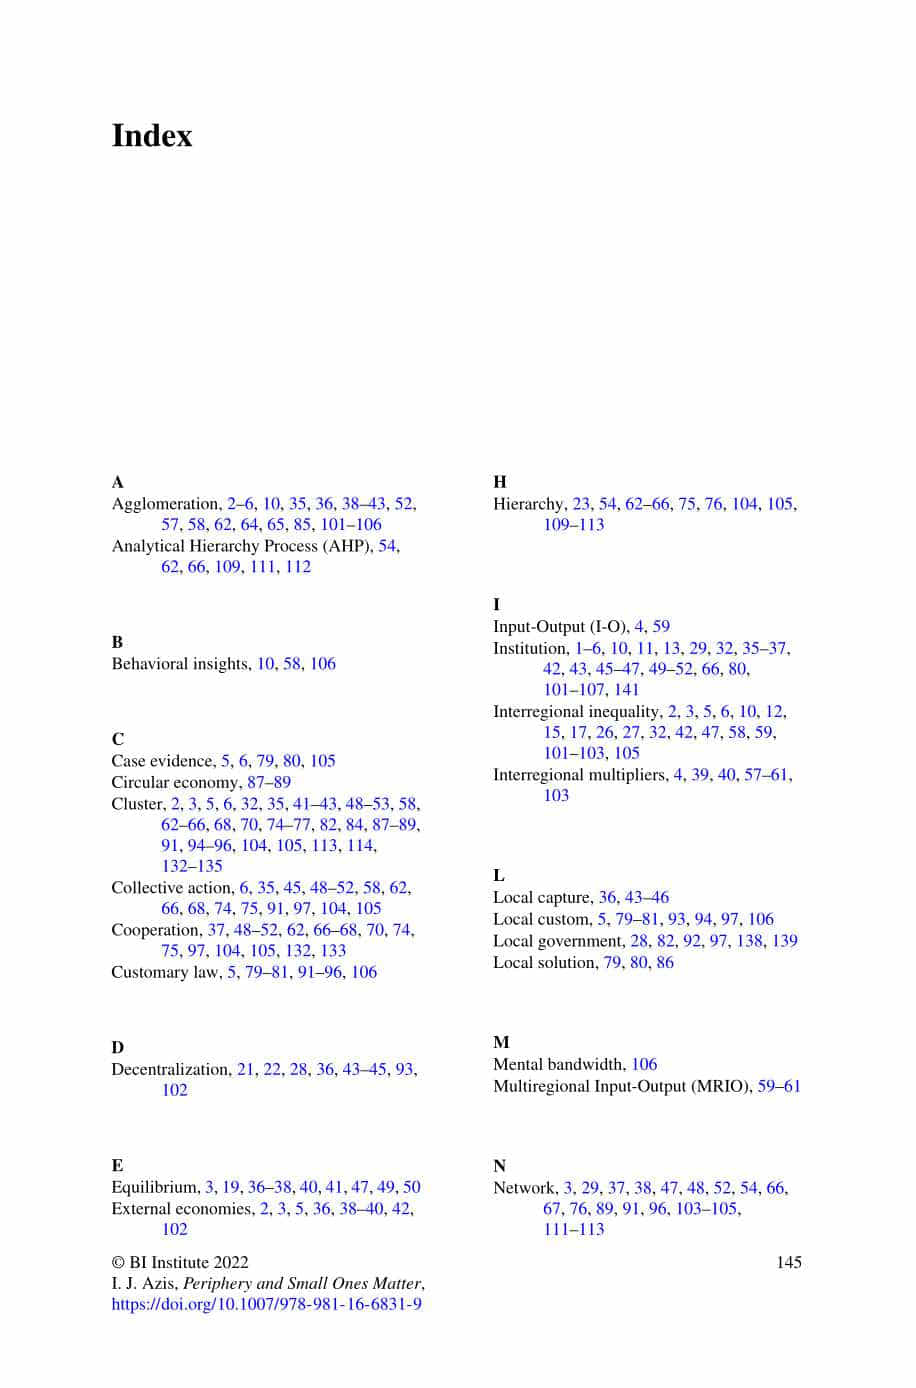 Index
A
Agglomeration, 2–6, 10, 35, 36, 38–43, 52,
57, 58, 62, 64, 65, 85, 101–106
Analytical Hierarchy Process (AHP), 54,
62, 66, 109, 111, 112
B
Behavioral insights, 10, 58, 106
C
Case evidence, 5, 6, 79, 80, 105
Circular economy, 87–89
Cluster, 2, 3, 5, 6, 32, 35, 41–43, 48–53, 58,
62–66, 68, 70, 74–77, 82, 84, 87–89,
91, 94–96, 104, 105, 113, 114,
132–135
Collective action, 6, 35, 45, 48–52, 58, 62,
66, 68, 74, 75, 91, 97, 104, 105
Cooperation, 37, 48–52, 62, 66–68, 70, 74,
75, 97, 104, 105, 132, 133
Customary law, 5, 79–81, 91–96, 106
D
Decentralization, 21, 22, 28, 36, 43–45, 93,
102
E
Equilibrium, 3, 19, 36–38, 40, 41, 47, 49, 50
External economies, 2, 3, 5, 36, 38–40, 42,
102
H
Hierarchy, 23, 54, 62–66, 75, 76, 104, 105,
109–113
I
Input-Output (I-O), 4, 59
Institution, 1–6, 10, 11, 13, 29, 32, 35–37,
42, 43, 45–47, 49–52, 66, 80,
101–107, 141
Interregional inequality, 2, 3, 5, 6, 10, 12,
15, 17, 26, 27, 32, 42, 47, 58, 59,
101–103, 105
Interregional multipliers, 4, 39, 40, 57–61,
103
L
Local capture, 36, 43–46
Local custom, 5, 79–81, 93, 94, 97, 106
Local government, 28, 82, 92, 97, 138, 139
Local solution, 79, 80, 86
M
Mental bandwidth, 106
Multiregional Input-Output (MRIO), 59–61
N
Network, 3, 29, 37, 38, 47, 48, 52, 54, 66,
67, 76, 89, 91, 96, 103–105,
111–113
© BI Institute 2022
I. J. Azis, Periphery and Small Ones Matter,
https://doi.org/10.1007/978-981-16-6831-9
145